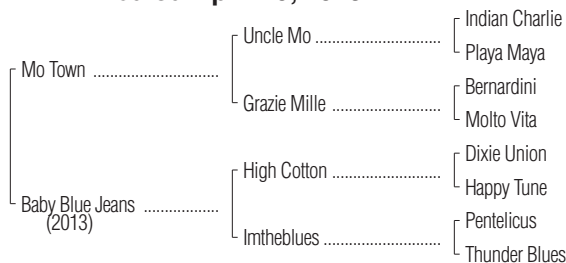 Indian Charlie
Uncle Mo ..........................
Playa Maya
Mo Town ..........................
Bernardini
Grazie Mille ......................
Molto Vita
Dixie Union
High Cotton ......................
Happy Tune
Baby Blue Jeans ...............
(2013)
Pentelicus
Imtheblues .........................
Thunder Blues